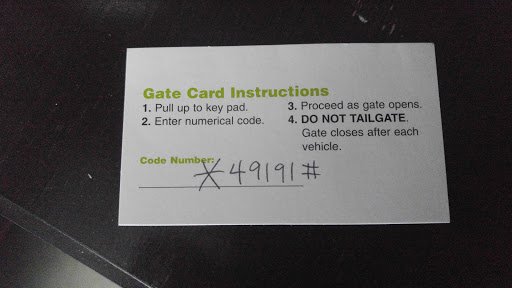 Gate Card Instructions
1. Pull up to key pad.
2. Enter numerical code.
3. Proceed as gate opens.
4. DO NOT TAILGATE.
Gate closes after each
vehicle.
Code Number:
*49191#